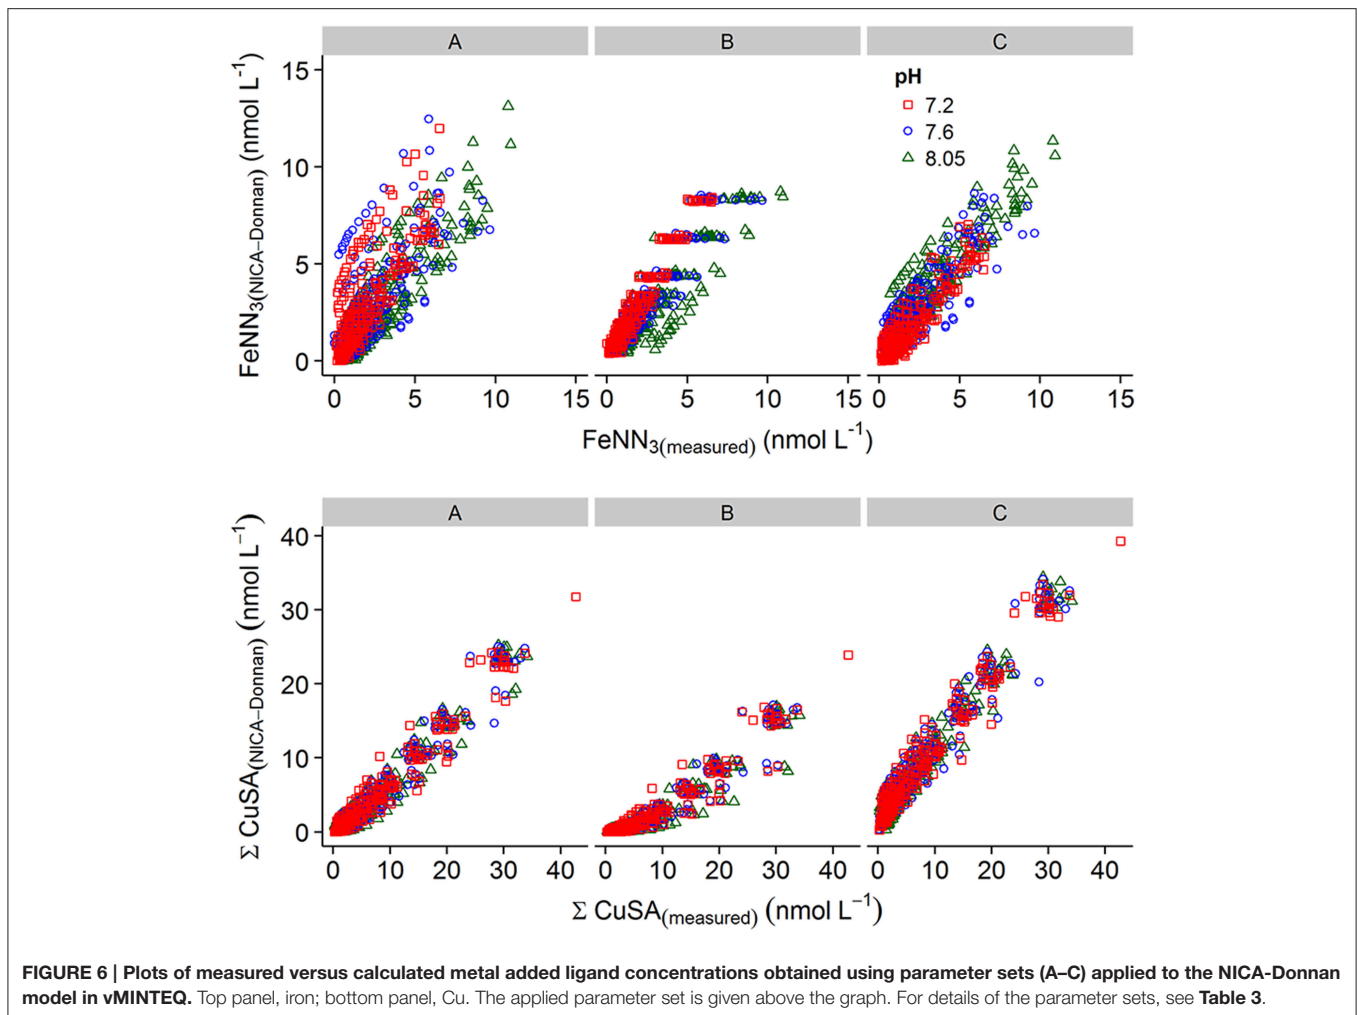 A B C
15
10
5
0
FeNN3(NICA–Donnan) (nmol L-1)
pH
7.2
7.6
8.05
0 5 10 15 0 5 10 15 0 5 10 15
FeNN3(measured) (nmol L-1)
A B C
40
30
20
10
0
Σ CuSA(NICA–Donnan) (nmol L−1)
0 10 20 30 40 0 10 20 30 40 0 10 20 30 40
Σ CuSA(measured) (nmol L−1)
FIGURE 6 | Plots of measured versus calculated metal added ligand concentrations obtained using parameter sets (A–C) applied to the NICA-Donnan
model in vMINTEQ. Top panel, iron; bottom panel, Cu. The applied parameter set is given above the graph. For details of the parameter sets, see Table 3.